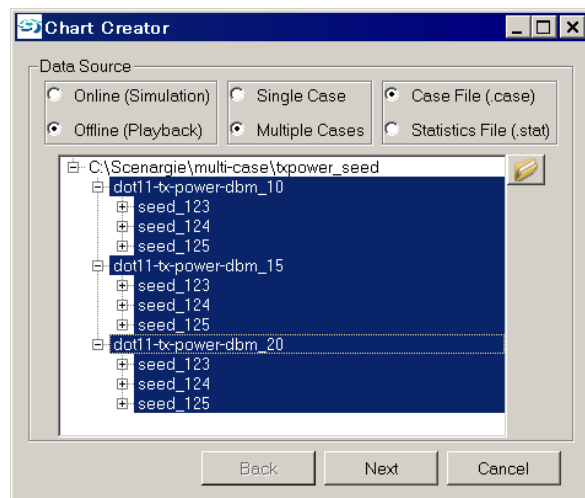 Chart Creator
Data Source
Online (Simulation) Single Case Case File (.case)
Offline (Playback) Multiple Cases Statistics File (.stat)
C:\Scenargie\multi-case\txpower_seed
dot11-tx-power-dbm_10
seed_123
seed_124
seed_125
dot11-tx-power-dbm_15
seed_123
seed_124
seed_125
dot11-tx-power-dbm_20
seed_123
seed_124
seed_125
Back Next Cancel